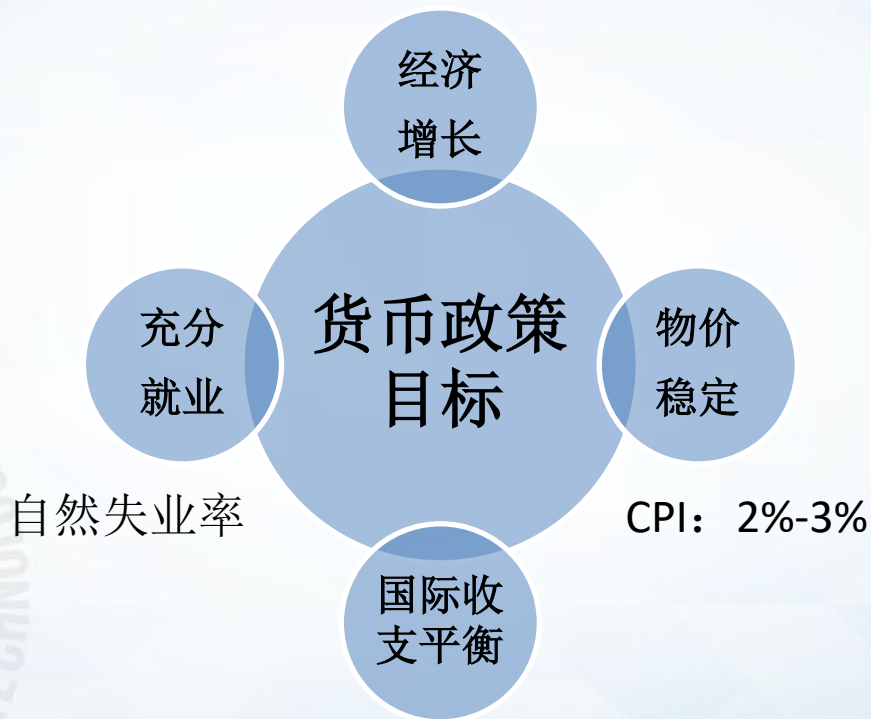 经济
增长
充分
就业
货币政策
目标
物价
稳定
自然失业率
CPI：2%-3%
国际收
支平衡